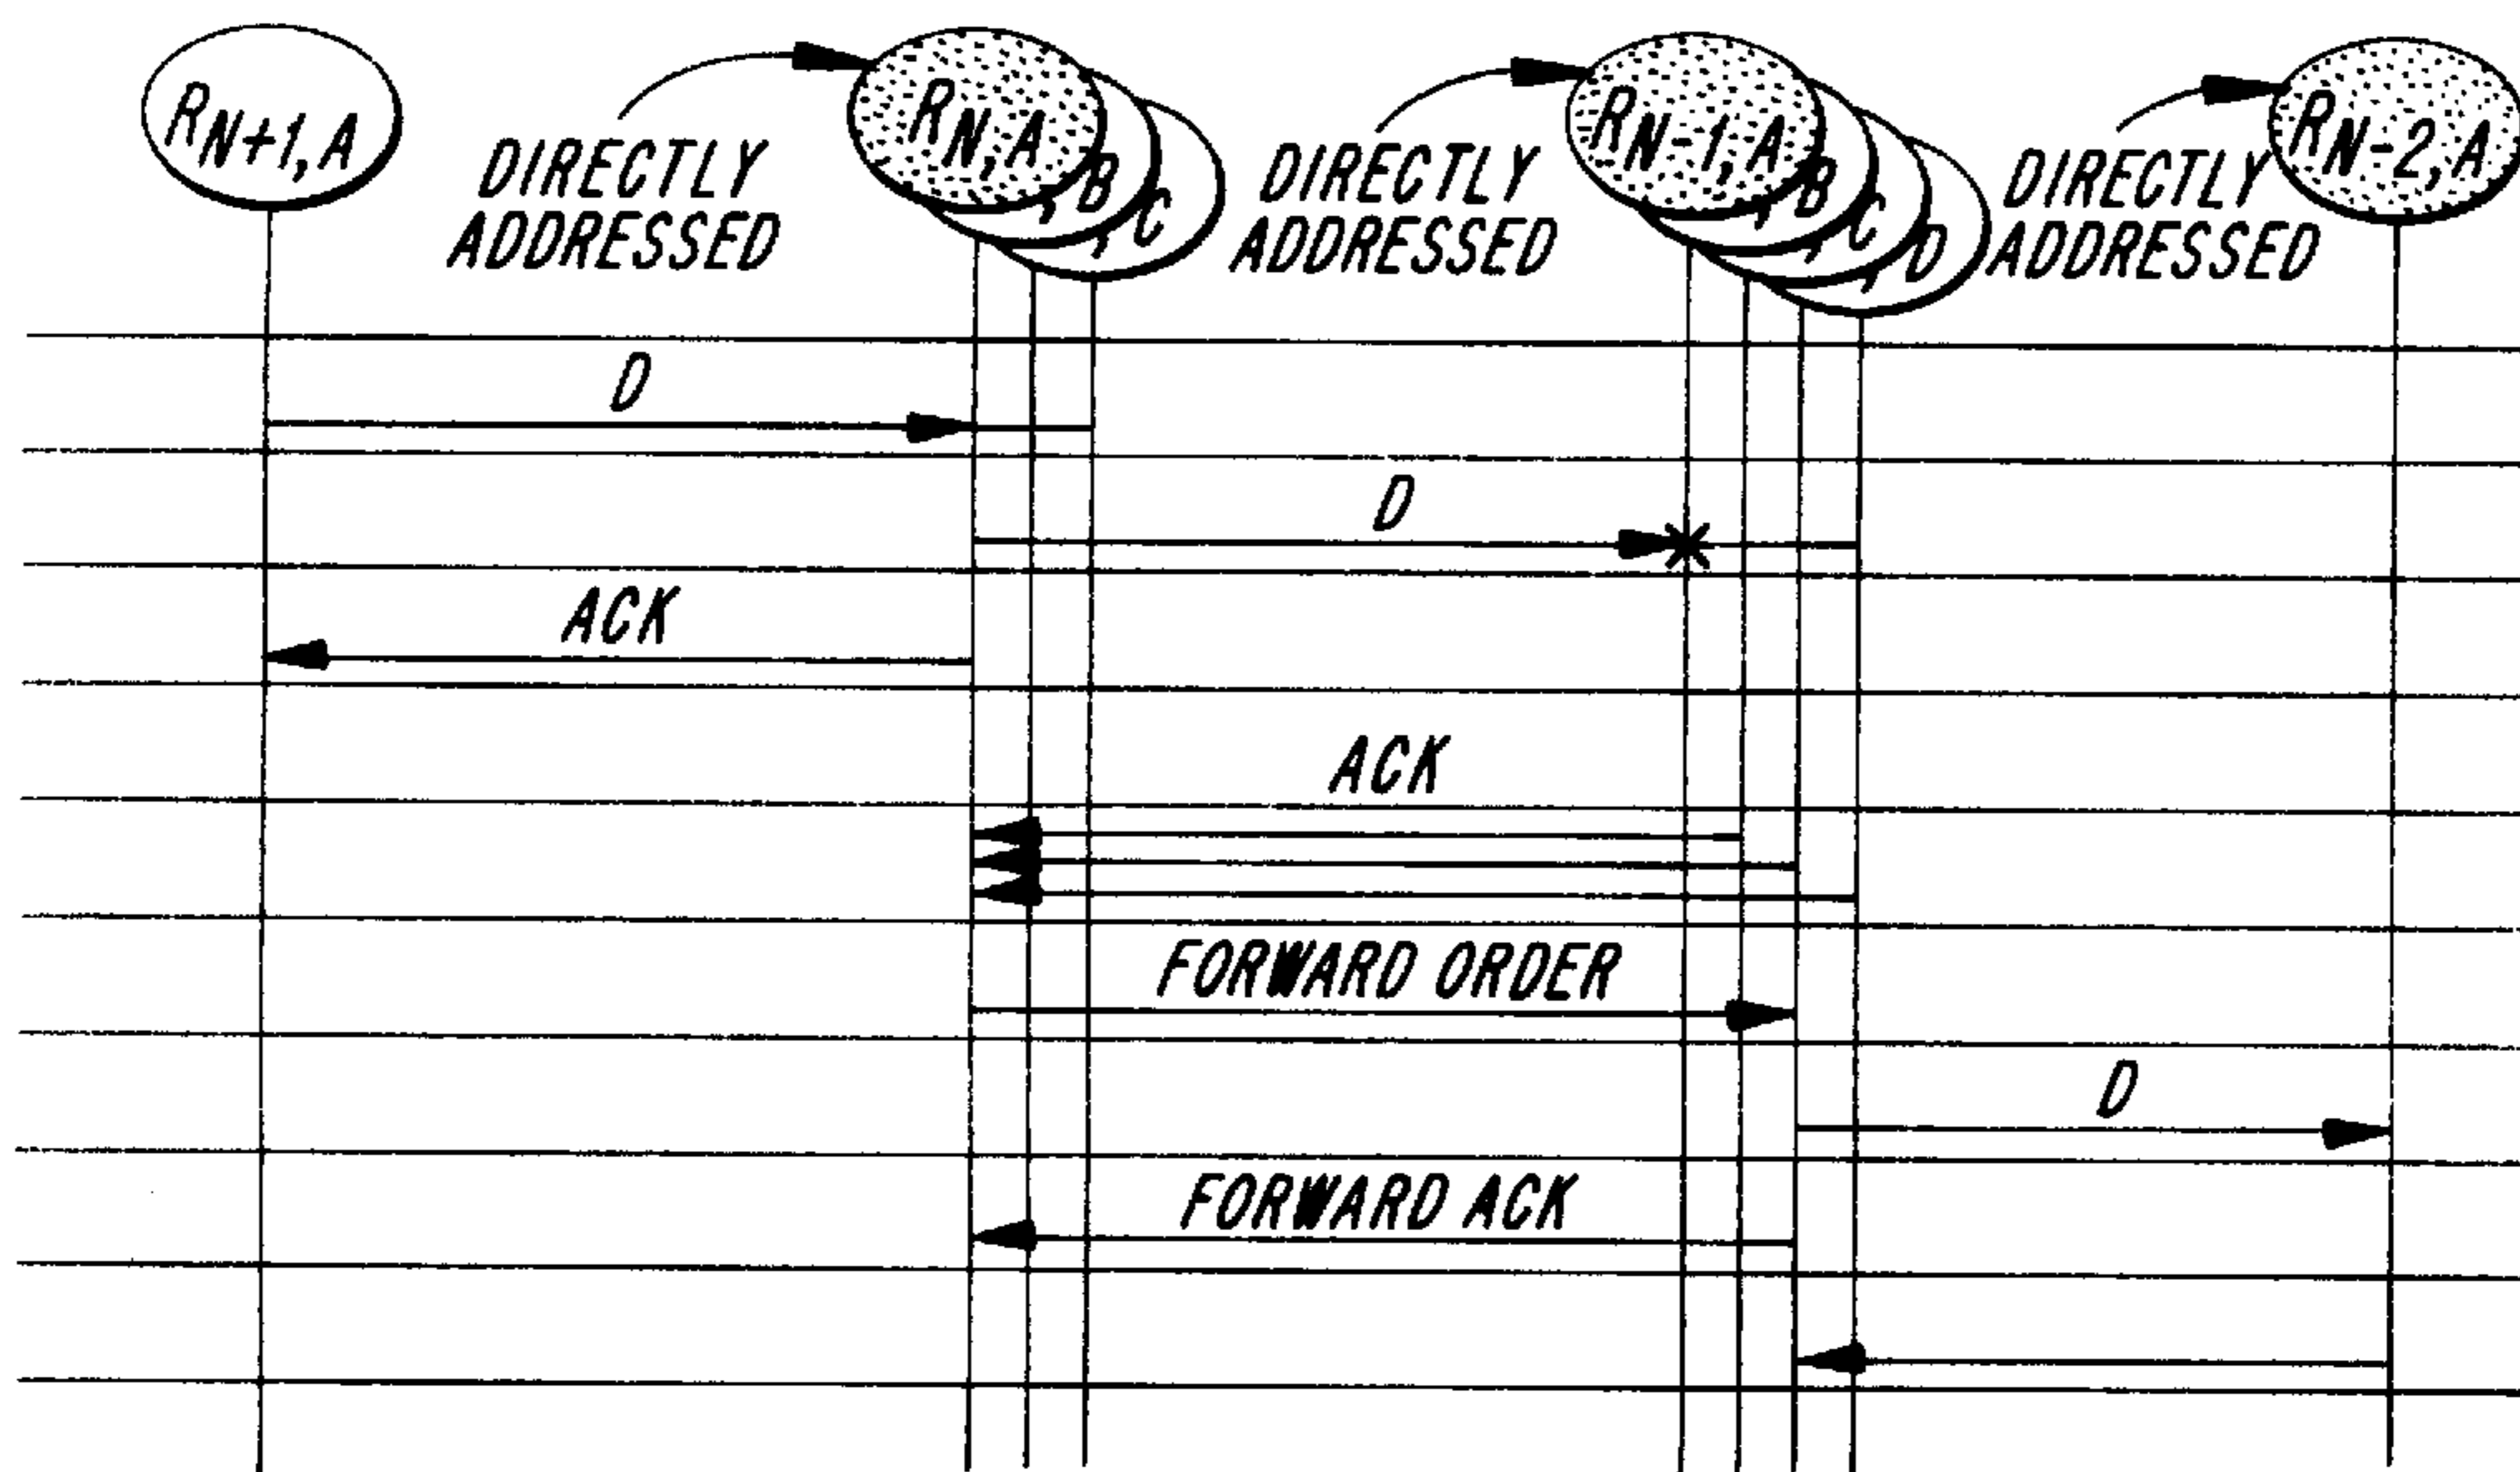 RN+1,A
DIRECTLY
ADDRESSED
RN,A
,B
,C
DIRECTLY
ADDRESSED
RN-1,A
,B
,C
,D
DIRECTLY
ADDRESSED
RN-2,A
D
D
ACK
ACK
FORWARD ORDER
D
FORWARD ACK